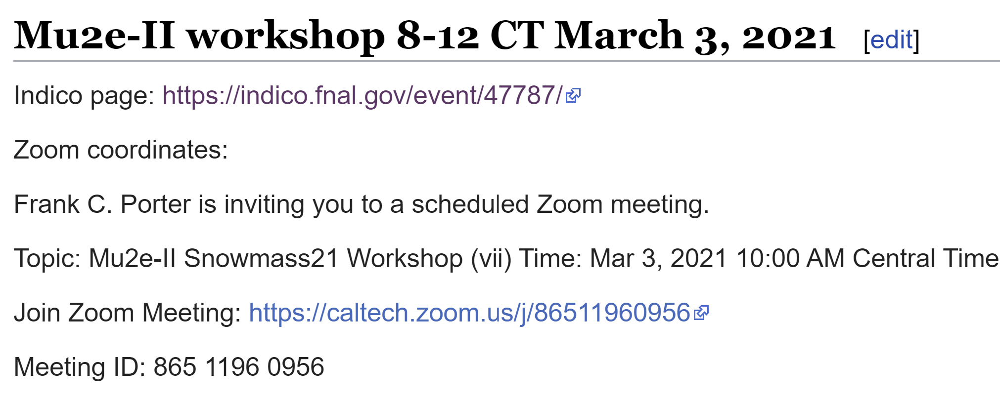 Mu2e-II workshop 8-12 CT March 3, 2021 [edit]
Indico page: https://indico.fnal.gov/event/47787/
Zoom coordinates:
Frank C. Porter is inviting you to a scheduled Zoom meeting.
Topic: Mu2e-II Snowmass21 Workshop (vii) Time: Mar 3, 2021 10:00 AM Central Time
Join Zoom Meeting: https://caltech.zoom.us/j/86511960956
Meeting ID: 865 1196 0956